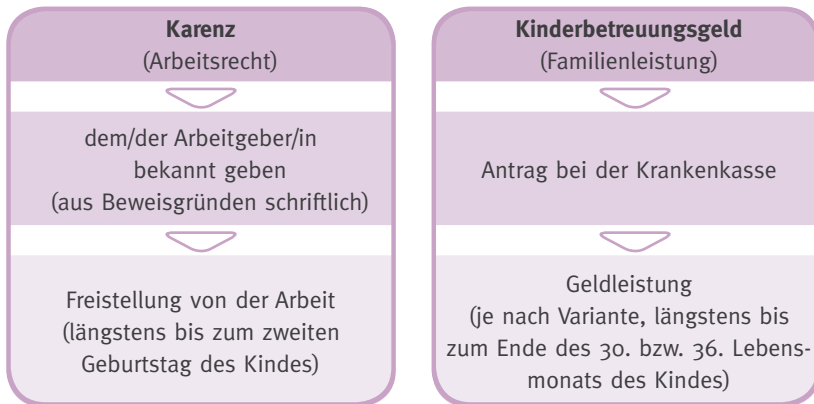 Karenz
(Arbeitsrecht)
dem/der Arbeitgeber/in
bekannt geben
(aus Beweisgründen schriftlich)
Freistellung von der Arbeit
(längstens bis zum zweiten
Geburtstag des Kindes)
Kinderbetreuungsgeld
(Familienleistung)
Antrag bei der Krankenkasse
Geldleistung
(je nach Variante, längstens bis
zum Ende des 30. bzw. 36. Lebens-
monats des Kindes)